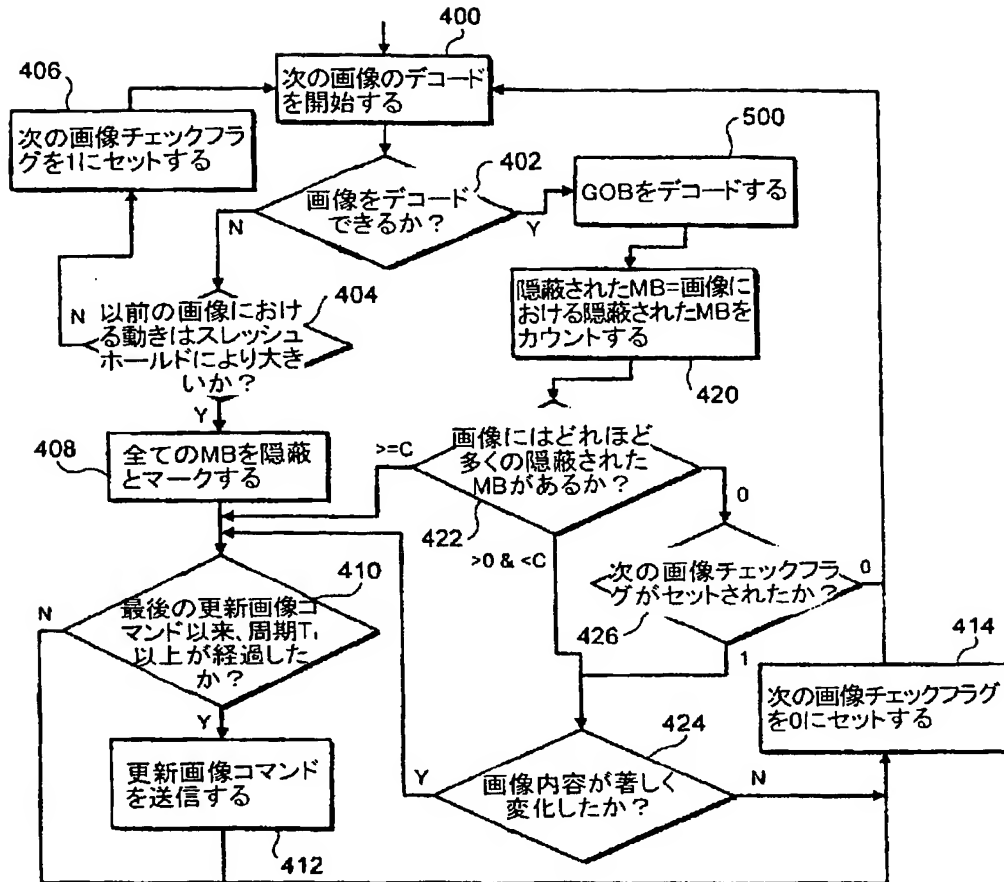 400
406
次の画像のデコード
を開始する
次の画像チェックフラ
グを1にセットする
500
402
画像をデコード
できるか?
GOBをデコードする
N
Y
N
以前の画像におけ
る動きはスレッシュ
ホールドにより大き
いか?
404
隠蔽されたMB=画像に
おける隠蔽されたMBを
カウントする
420
Y
408
全てのMBを隠蔽
とマークする
>=C
画像にはどれほど
多くの隠蔽された
MBがあるか?
422
0
>0 & <C
次の画像チェックフラ
グがセットされたか?
426
0
1
410
N
最後の更新画像コ
マンド以来、周期T₁
以上が経過した
か?
414
次の画像チェックフラグ
を0にセットする
Y
424
更新画像コマンド
を送信する
412
Y
画像内容が著しく
変化したか?
N